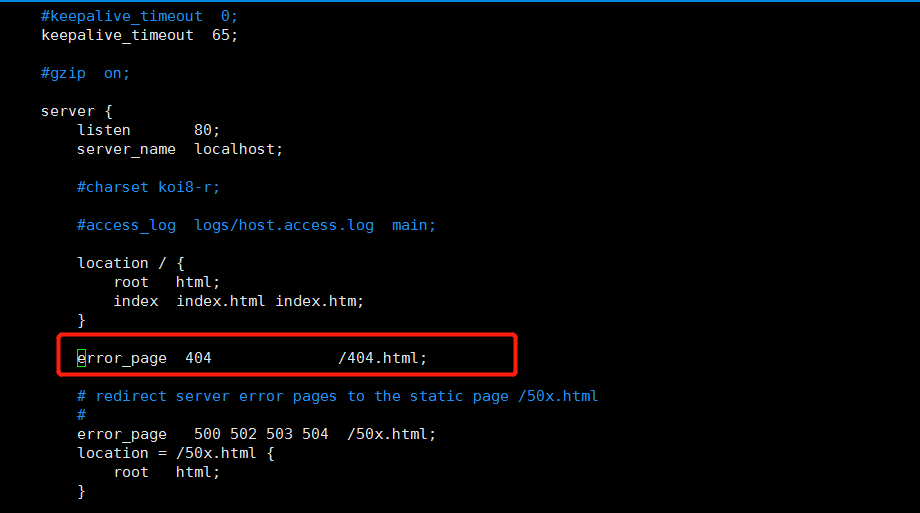 #keepalive_timeout  0;
keepalive_timeout  65;
#gzip  on;
server {
listen       80;
server_name  localhost;
#charset koi8-r;
#access_log  logs/host.access.log  main;
location / {
root   html;
index  index.html index.htm;
}
error_page  404              /404.html;
# redirect server error pages to the static page /50x.html
#
error_page   500 502 503 504  /50x.html;
location = /50x.html {
root   html;
}